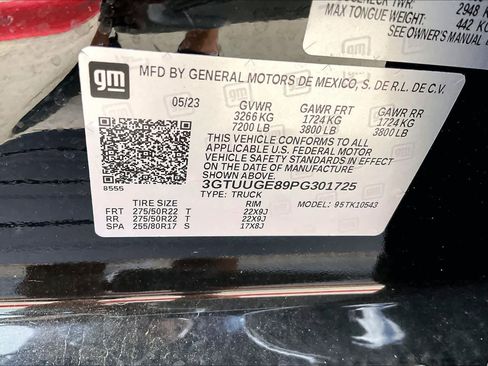 MAX TONGUE WEIGHT:
442 KG
SEE OWNER'S MANUAL
gm
MFD BY GENERAL MOTORS DE MEXICO, S. DE R.L. DE C.V.
05/23 GVWR GAWR FRT GAWR RR
3266 KG 1724 KG 1724 KG
7200 LB 3800 LB 3800 LB
THIS VEHICLE CONFORMS TO ALL
APPLICABLE U.S. FEDERAL MOTOR
VEHICLE SAFETY STANDARDS IN EFFECT
ON THE DATE OF MANUFACTURE
SHOWN ABOVE.
8555
3GTUUGE89PG301725
TYPE: TRUCK
TIRE SIZE RIM MODEL: 95TK10543
FRT 275/50R22 T 22X9J
RR 275/50R22 T 22X9J
SPA 255/80R17 S 17X8J